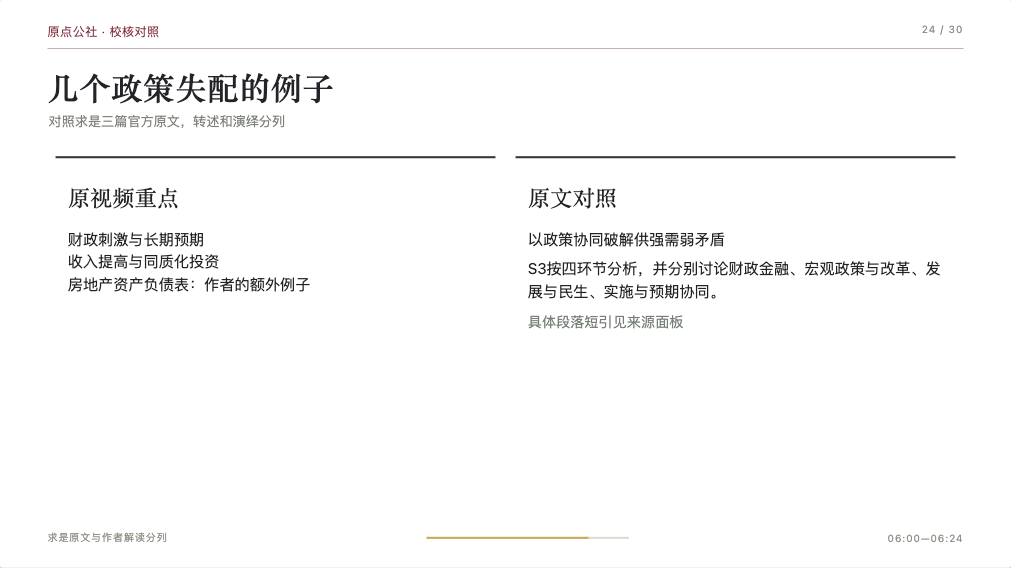 原点公社 · 校核对照
24 / 30
几个政策失配的例子
对照求是三篇官方原文，转述和演绎分列
原视频重点
财政刺激与长期预期
收入提高与同质化投资
房地产资产负债表：作者的额外例子
原文对照
以政策协同破解供强需弱矛盾
S3按四环节分析，并分别讨论财政金融、宏观政策与改革、发
展与民生、实施与预期协同。
具体段落短引见来源面板
求是原文与作者解读分列
06:00—06:24